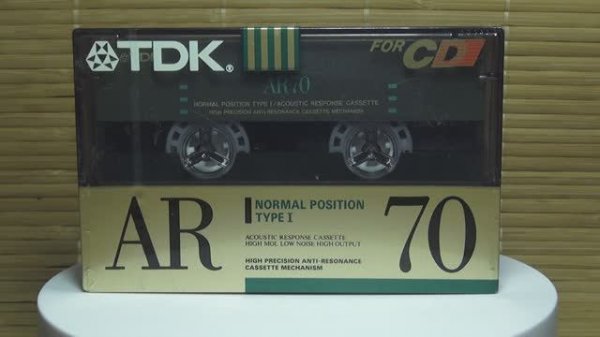 TDK®
FOR CD
AR70
NORMAL POSITION TYPE I/ACOUSTIC RESPONSE CASSETTE
HIGH PRECISION ANTI-RESONANCE CASSETTE MECHANISM
AR
NORMAL POSITION
TYPE I
ACOUSTIC RESPONSE CASSETTE
HIGH MOL LOW NOISE HIGH OUTPUT
HIGH PRECISION ANTI-RESONANCE
CASSETTE MECHANISM
70